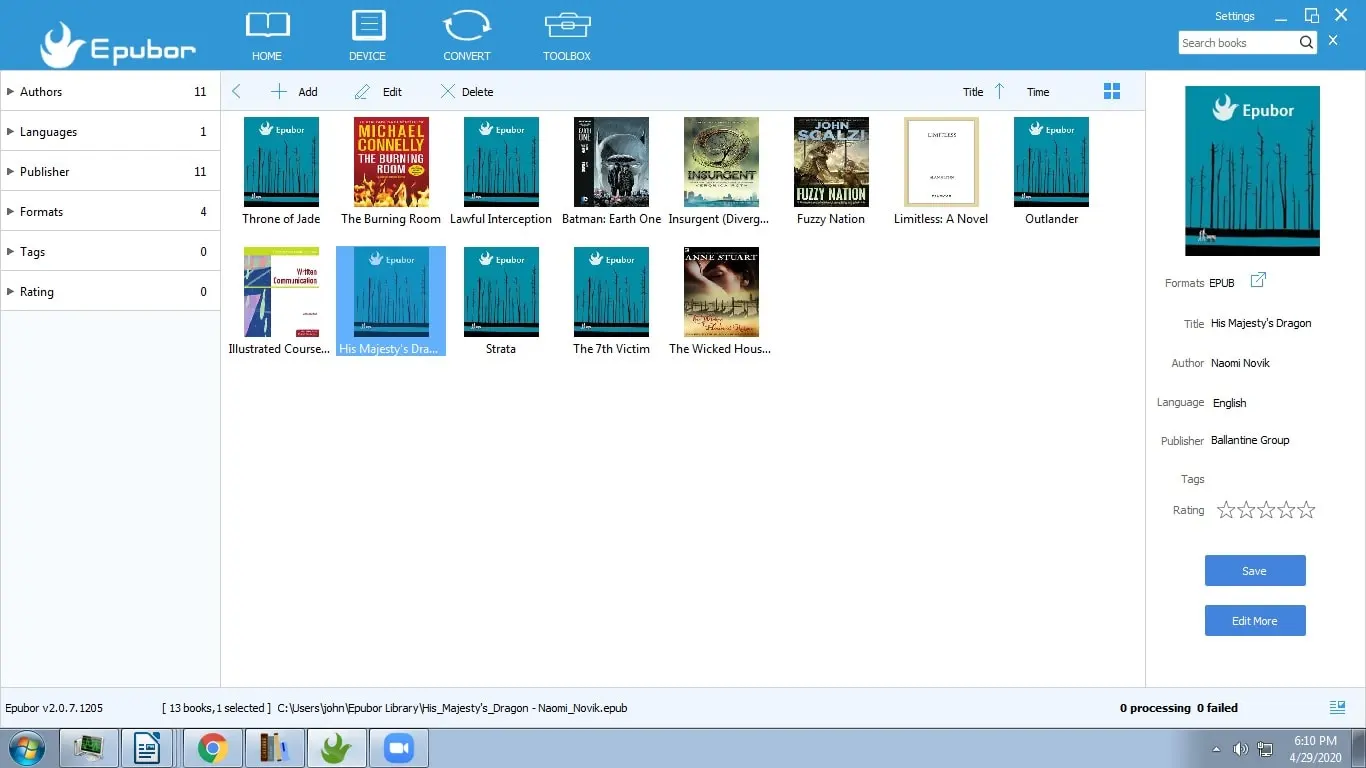 Settings
Epubor
HOME
DEVICE
CONVERT
TOOLBOX
Search books
Authors 11
Languages 1
Publisher 11
Formats 4
Tags 0
Rating 0
Add
Edit
Delete
Title
Time
Epubor
MICHAEL
CONNELLY
THE BURNING
ROOM
Epubor
BATMAN
EARTH
ONE
INSURGENT
VERONICA ROTH
JOHN
SCALZI
FUZZY NATION
LIMITLESS
Epubor
Throne of Jade
The Burning Room
Lawful Interception
Batman: Earth One
Insurgent (Diverg...
Fuzzy Nation
Limitless: A Novel
Outlander
Written
Communication
Epubor
Epubor
Epubor
ANNE STUART
Illustrated Course...
His Majesty's Dra...
Strata
The 7th Victim
The Wicked Hous...
Epubor
Formats EPUB
Title His Majesty's Dragon
Author Naomi Novik
Language English
Publisher Ballantine Group
Tags
Rating
Save
Edit More
Epubor v2.0.7.1205
[ 13 books,1 selected ] C:\Users\john\Epubor Library\His_Majesty's_Dragon - Naomi_Novik.epub
0 processing 0 failed
6:10 PM
4/29/2020